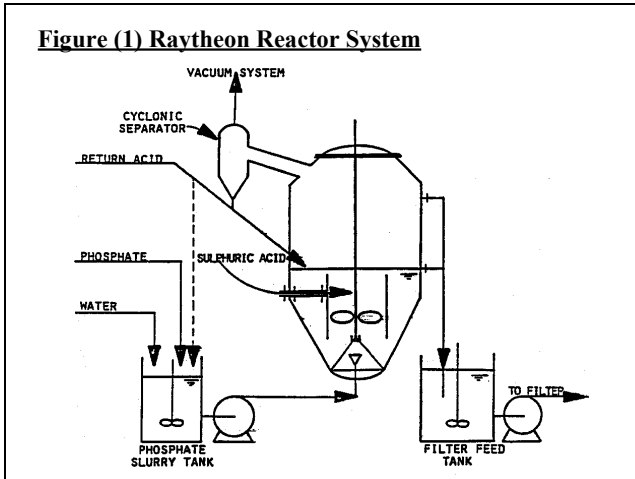 Figure (1) Raytheon Reactor System
VACUUM SYSTEM
CYCLONIC
SEPARATOR
RETURN ACID
PHOSPHATE
SULPHURIC ACID
WATER
TO FILTER
PHOSPHATE
SLURRY TANK
FILTER FEED
TANK